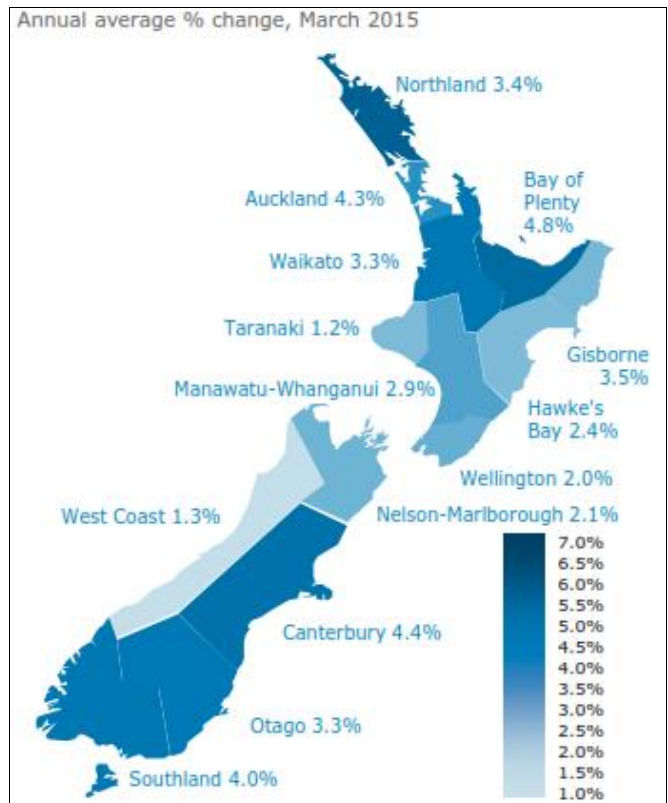 Annual average % change, March 2015
Northland 3.4%
Auckland 4.3%
Bay of
Plenty
4.8%
Waikato 3.3%
Taranaki 1.2%
Gisborne
3.5%
Manawatu-Whanganui 2.9%
Hawke's
Bay 2.4%
Wellington 2.0%
West Coast 1.3%
Nelson-Marlborough 2.1%
Canterbury 4.4%
Otago 3.3%
Southland 4.0%
7.0%
6.5%
6.0%
5.5%
5.0%
4.5%
4.0%
3.5%
3.0%
2.5%
2.0%
1.5%
1.0%